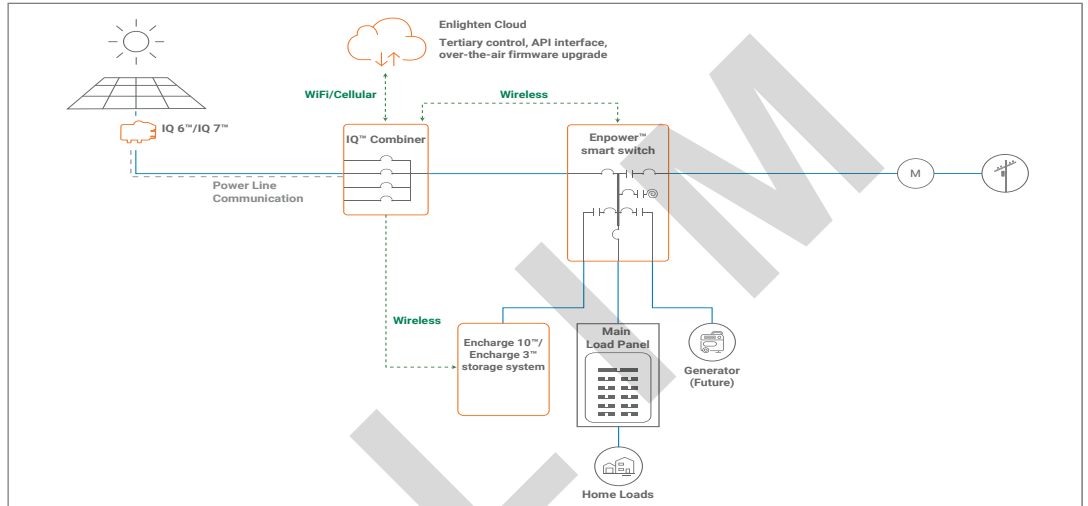 Enlighten Cloud
Tertiary control, API interface,
over-the-air firmware upgrade
WiFi/Cellular
Wireless
IQ 6™/IQ 7™
IQ™ Combiner
Enpower™
smart switch
Power Line
Communication
M
Wireless
Encharge 10™/
Encharge 3™
storage system
Main
Load Panel
Generator
(Future)
Home Loads
LIM